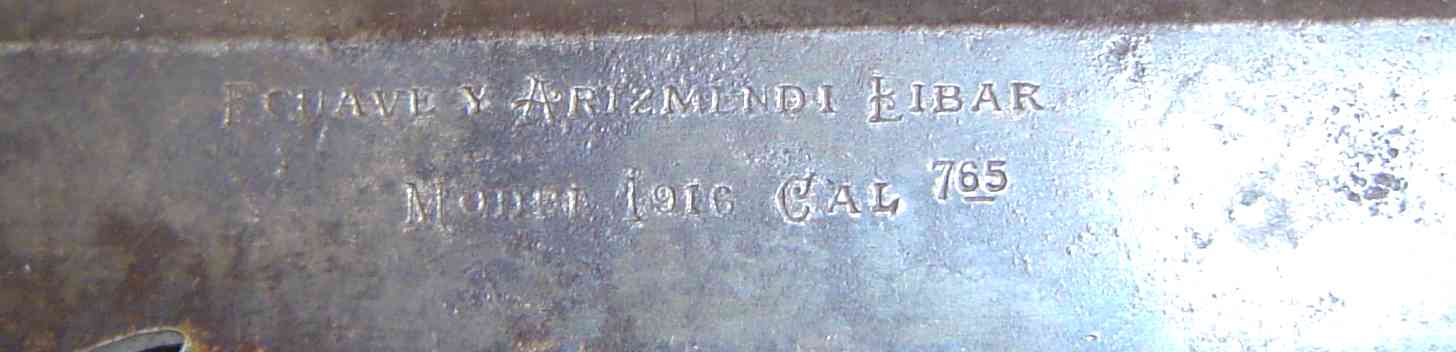 ECHAVE Y ARIZMENDI EIBAR
MODEL 1916 CAL 765